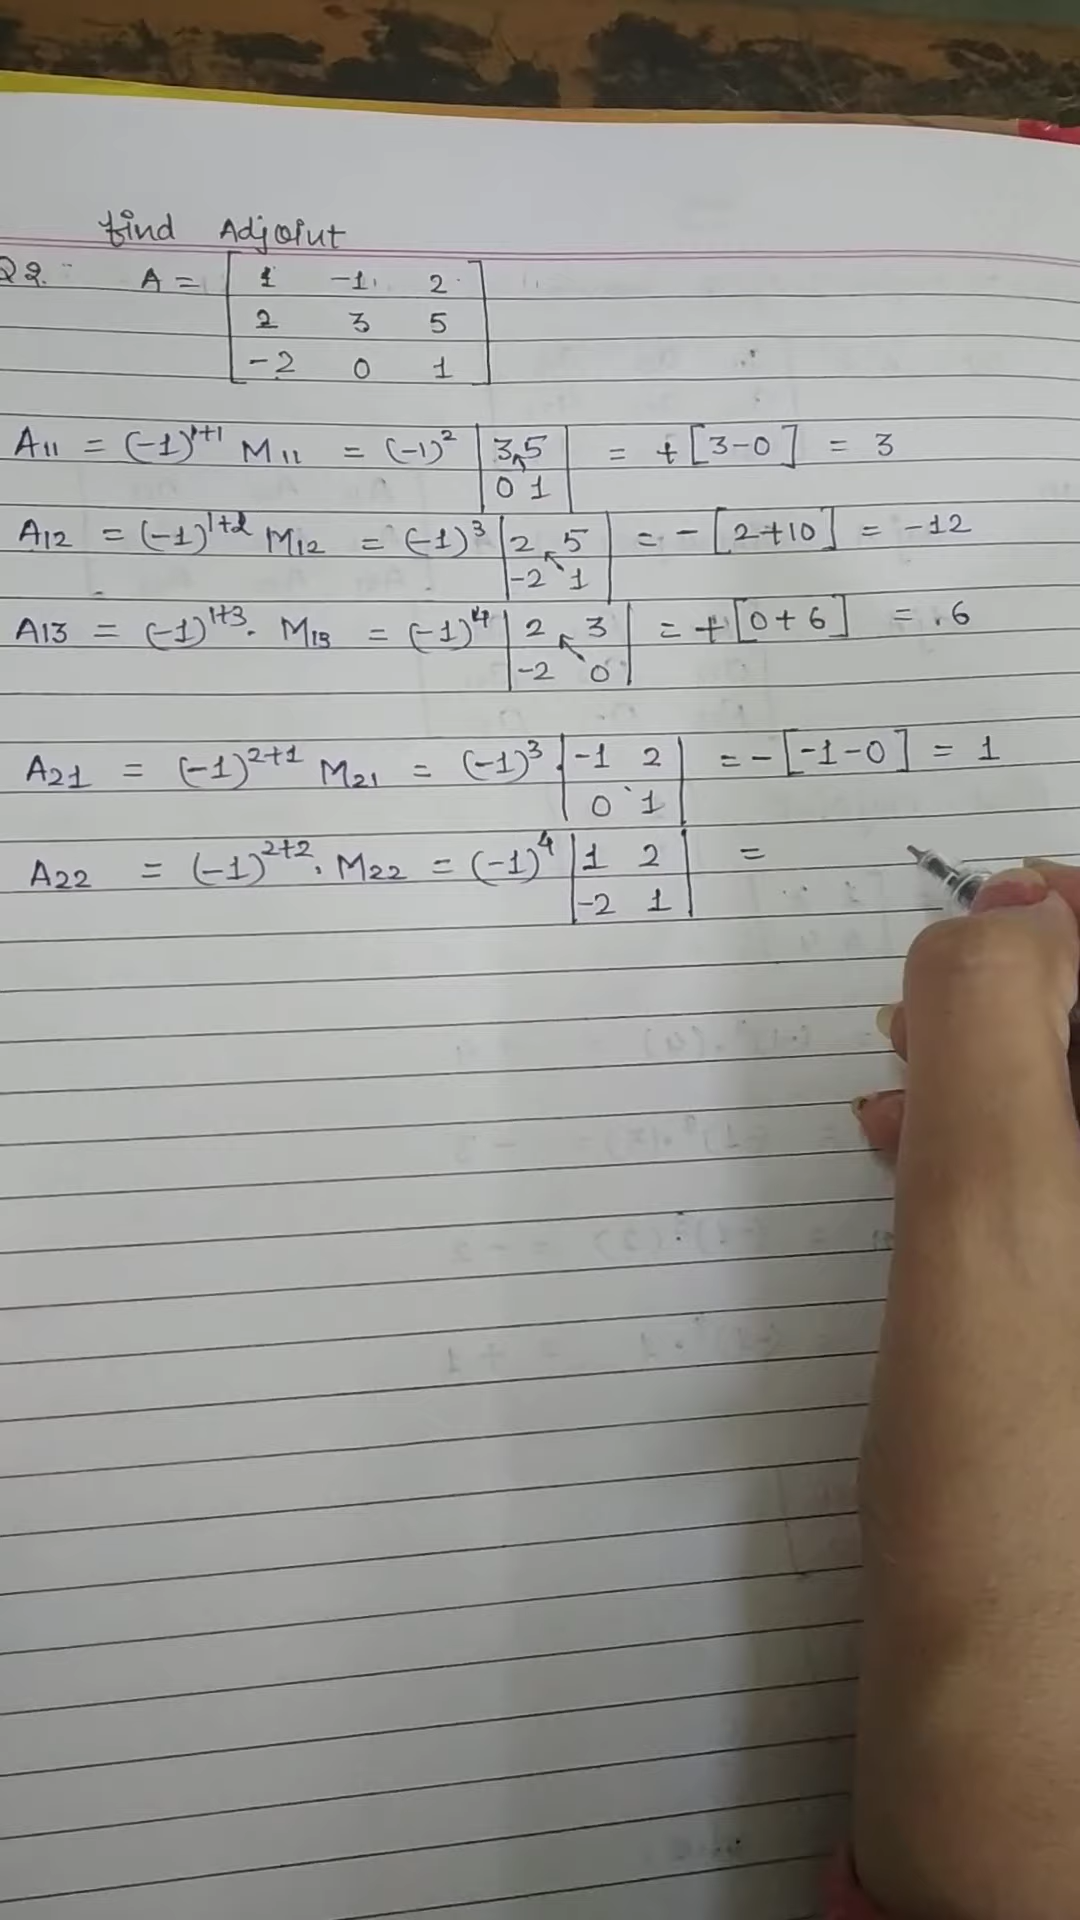 find Adjoint
Q2. A = [ 1 -1 2
2 3 5
-2 0 1 ]
A11 = (-1)^1+1 M11 = (-1)^2 | 3 5 | = +[3-0] = 3
0 1
A12 = (-1)^1+2 M12 = (-1)^3 | 2 5 | = -[2+10] = -12
-2 1
A13 = (-1)^1+3 . M13 = (-1)^4 | 2 3 | = +[0+6] = 6
-2 0
A21 = (-1)^2+1 M21 = (-1)^3 . | -1 2 | = -[-1-0] = 1
0 1
A22 = (-1)^2+2 . M22 = (-1)^4 | 1 2 | =
-2 1